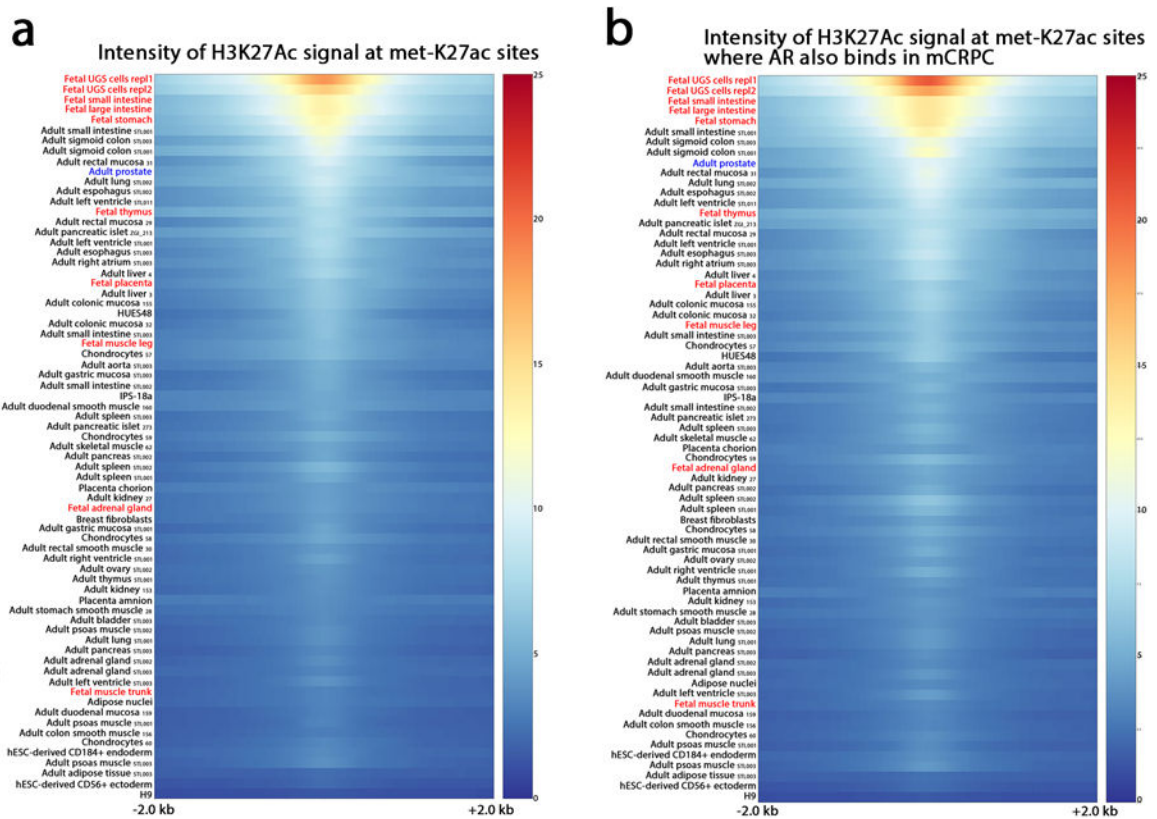 a
Intensity of H3K27Ac signal at met-K27ac sites
Fetal UGS cells repl1
Fetal UGS cells repl2
Fetal small intestine
Fetal large intestine
Fetal stomach
Adult small intestine STL001
Adult sigmoid colon STL003
Adult sigmoid colon STL001
Adult rectal mucosa 31
Adult prostate
Adult lung STL002
Adult espophagus STL002
Adult left ventricle STL011
Fetal thymus
Adult rectal mucosa 29
Adult pancreatic islet ZGI_213
Adult left ventricle STL001
Adult esophagus STL003
Adult right atrium STL003
Adult liver 4
Fetal placenta
Adult liver 3
Adult colonic mucosa 155
HUES48
Adult colonic mucosa 32
Adult small intestine STL003
Fetal muscle leg
Chondrocytes 57
Adult aorta STL003
Adult gastric mucosa STL003
Adult small intestine STL002
IPS-18a
Adult duodenal smooth muscle 160
Adult spleen STL003
Adult pancreatic islet 273
Chondrocytes 59
Adult skeletal muscle 62
Adult pancreas STL002
Adult spleen STL002
Adult spleen STL001
Placenta chorion
Adult kidney 27
Fetal adrenal gland
Breast fibroblasts
Adult gastric mucosa STL001
Chondrocytes 58
Adult rectal smooth muscle 30
Adult right ventricle STL001
Adult ovary STL002
Adult thymus STL001
Adult kidney 153
Placenta amnion
Adult stomach smooth muscle 28
Adult bladder STL003
Adult psoas muscle STL002
Adult lung STL001
Adult pancreas STL003
Adult adrenal gland STL002
Adult adrenal gland STL003
Adult left ventricle STL003
Fetal muscle trunk
Adipose nuclei
Adult duodenal mucosa 159
Adult psoas muscle STL001
Adult colon smooth muscle 156
Chondrocytes 60
hESC-derived CD184+ endoderm
Adult psoas muscle STL003
Adult adipose tissue STL003
hESC-derived CD56+ ectoderm
H9
-2.0 kb +2.0 kb
25
20
15
10
5
0
b
Intensity of H3K27Ac signal at met-K27ac sites
where AR also binds in mCRPC
Fetal UGS cells repl1
Fetal UGS cells repl2
Fetal small intestine
Fetal large intestine
Fetal stomach
Adult small intestine STL001
Adult sigmoid colon STL003
Adult sigmoid colon STL001
Adult prostate
Adult rectal mucosa 31
Adult lung STL002
Adult espophagus STL002
Adult left ventricle STL011
Fetal thymus
Adult pancreatic islet ZGI_213
Adult rectal mucosa 29
Adult left ventricle STL001
Adult esophagus STL003
Adult right atrium STL003
Adult liver 4
Fetal placenta
Adult liver 3
Adult colonic mucosa 155
Adult colonic mucosa 32
Fetal muscle leg
Adult small intestine STL003
Chondrocytes 57
HUES48
Adult aorta STL003
Adult duodenal smooth muscle 160
Adult gastric mucosa STL003
IPS-18a
Adult small intestine STL002
Adult pancreatic islet 273
Adult spleen STL003
Adult skeletal muscle 62
Placenta chorion
Chondrocytes 59
Fetal adrenal gland
Adult kidney 27
Adult pancreas STL002
Adult spleen STL002
Adult spleen STL001
Breast fibroblasts
Chondrocytes 58
Adult rectal smooth muscle 30
Adult gastric mucosa STL001
Adult ovary STL002
Adult right ventricle STL001
Adult thymus STL001
Placenta amnion
Adult kidney 153
Adult stomach smooth muscle 28
Adult bladder STL003
Adult psoas muscle STL002
Adult lung STL001
Adult pancreas STL003
Adult adrenal gland STL002
Adult adrenal gland STL003
Adipose nuclei
Adult left ventricle STL003
Fetal muscle trunk
Adult duodenal mucosa 159
Adult colon smooth muscle 156
Chondrocytes 60
Adult psoas muscle STL001
hESC-derived CD184+ endoderm
Adult psoas muscle STL003
Adult adipose tissue STL003
hESC-derived CD56+ ectoderm
H9
-2.0 kb +2.0 kb
25
20
15
10
5
0